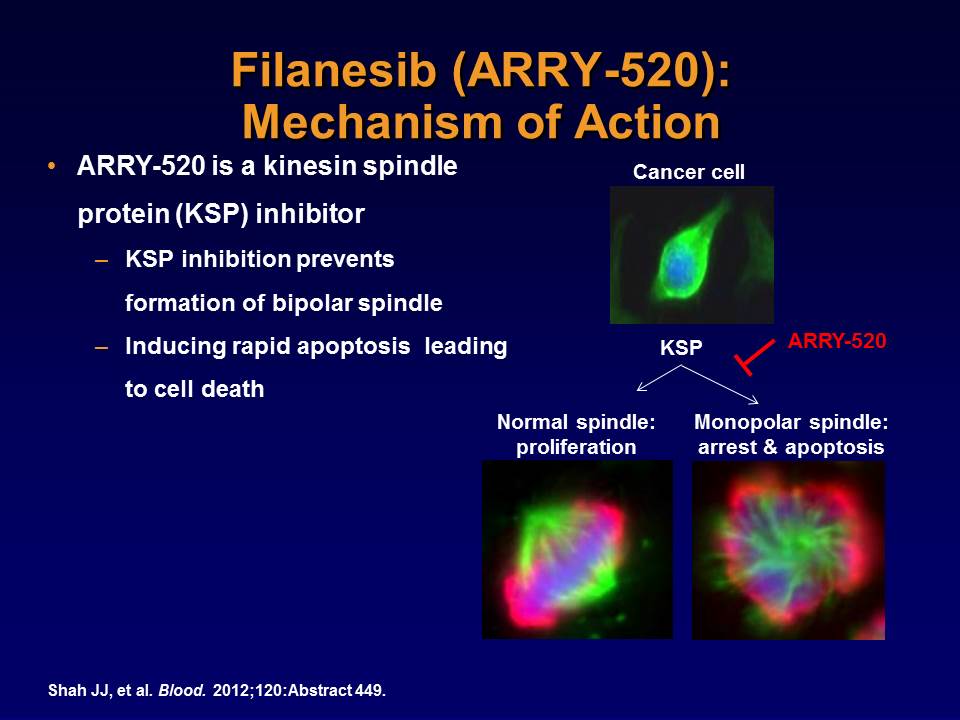 Filanesib (ARRY-520):
Mechanism of Action
• ARRY-520 is a kinesin spindle
protein (KSP) inhibitor
– KSP inhibition prevents
formation of bipolar spindle
– Inducing rapid apoptosis leading
to cell death
Cancer cell
KSP
ARRY-520
Normal spindle:
proliferation
Monopolar spindle:
arrest & apoptosis
Shah JJ, et al. Blood. 2012;120:Abstract 449.